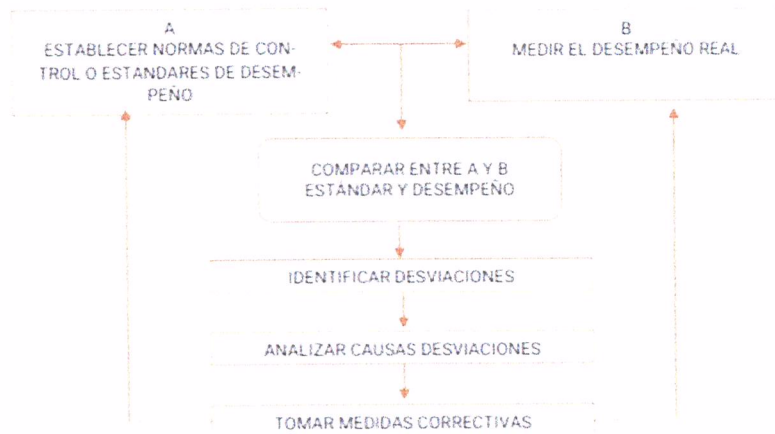 A
ESTABLECER NORMAS DE CON-
TROL O ESTANDARES DE DESEM-
PEÑO
B
MEDIR EL DESEMPEÑO REAL
COMPARAR ENTRE A Y B
ESTÁNDAR Y DESEMPEÑO
IDENTIFICAR DESVIACIONES
ANALIZAR CAUSAS DESVIACIONES
TOMAR MEDIDAS CORRECTIVAS